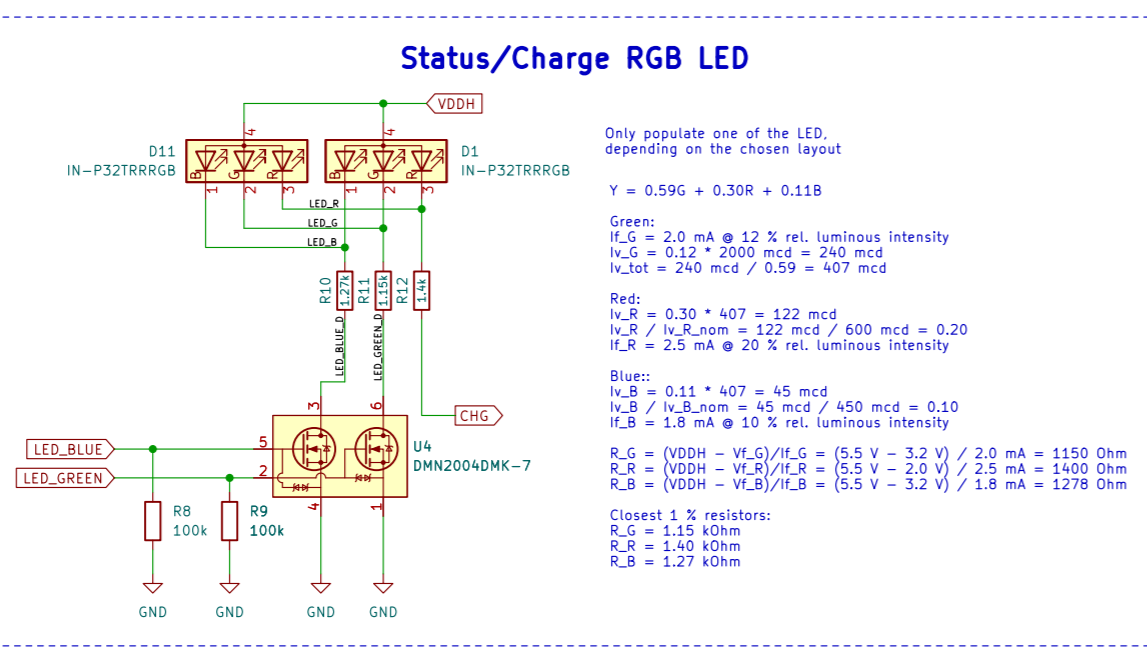 Status/Charge RGB LED
VDDH
D11
IN-P32TRRRGB
4
B
G
R
1
2
3
4
B
G
R
1
2
3
D1
IN-P32TRRRGB
LED_R
LED_G
LED_B
R10
1.27k
R11
1.15k
R12
1.4k
LED_BLUE_D
LED_GREEN_D
CHG
3
6
LED_BLUE
5
LED_GREEN
2
U4
DMN2004DMK-7
4
1
R8
100k
R9
100k
GND
GND
GND
GND
Only populate one of the LED,
depending on the chosen layout
Y = 0.59G + 0.30R + 0.11B
Green:
If_G = 2.0 mA @ 12 % rel. luminous intensity
Iv_G = 0.12 * 2000 mcd = 240 mcd
Iv_tot = 240 mcd / 0.59 = 407 mcd
Red:
Iv_R = 0.30 * 407 = 122 mcd
Iv_R / Iv_R_nom = 122 mcd / 600 mcd = 0.20
If_R = 2.5 mA @ 20 % rel. luminous intensity
Blue::
Iv_B = 0.11 * 407 = 45 mcd
Iv_B / Iv_B_nom = 45 mcd / 450 mcd = 0.10
If_B = 1.8 mA @ 10 % rel. luminous intensity
R_G = (VDDH - Vf_G)/If_G = (5.5 V - 3.2 V) / 2.0 mA = 1150 Ohm
R_R = (VDDH - Vf_R)/If_R = (5.5 V - 2.0 V) / 2.5 mA = 1400 Ohm
R_B = (VDDH - Vf_B)/If_B = (5.5 V - 3.2 V) / 1.8 mA = 1278 Ohm
Closest 1 % resistors:
R_G = 1.15 kOhm
R_R = 1.40 kOhm
R_B = 1.27 kOhm